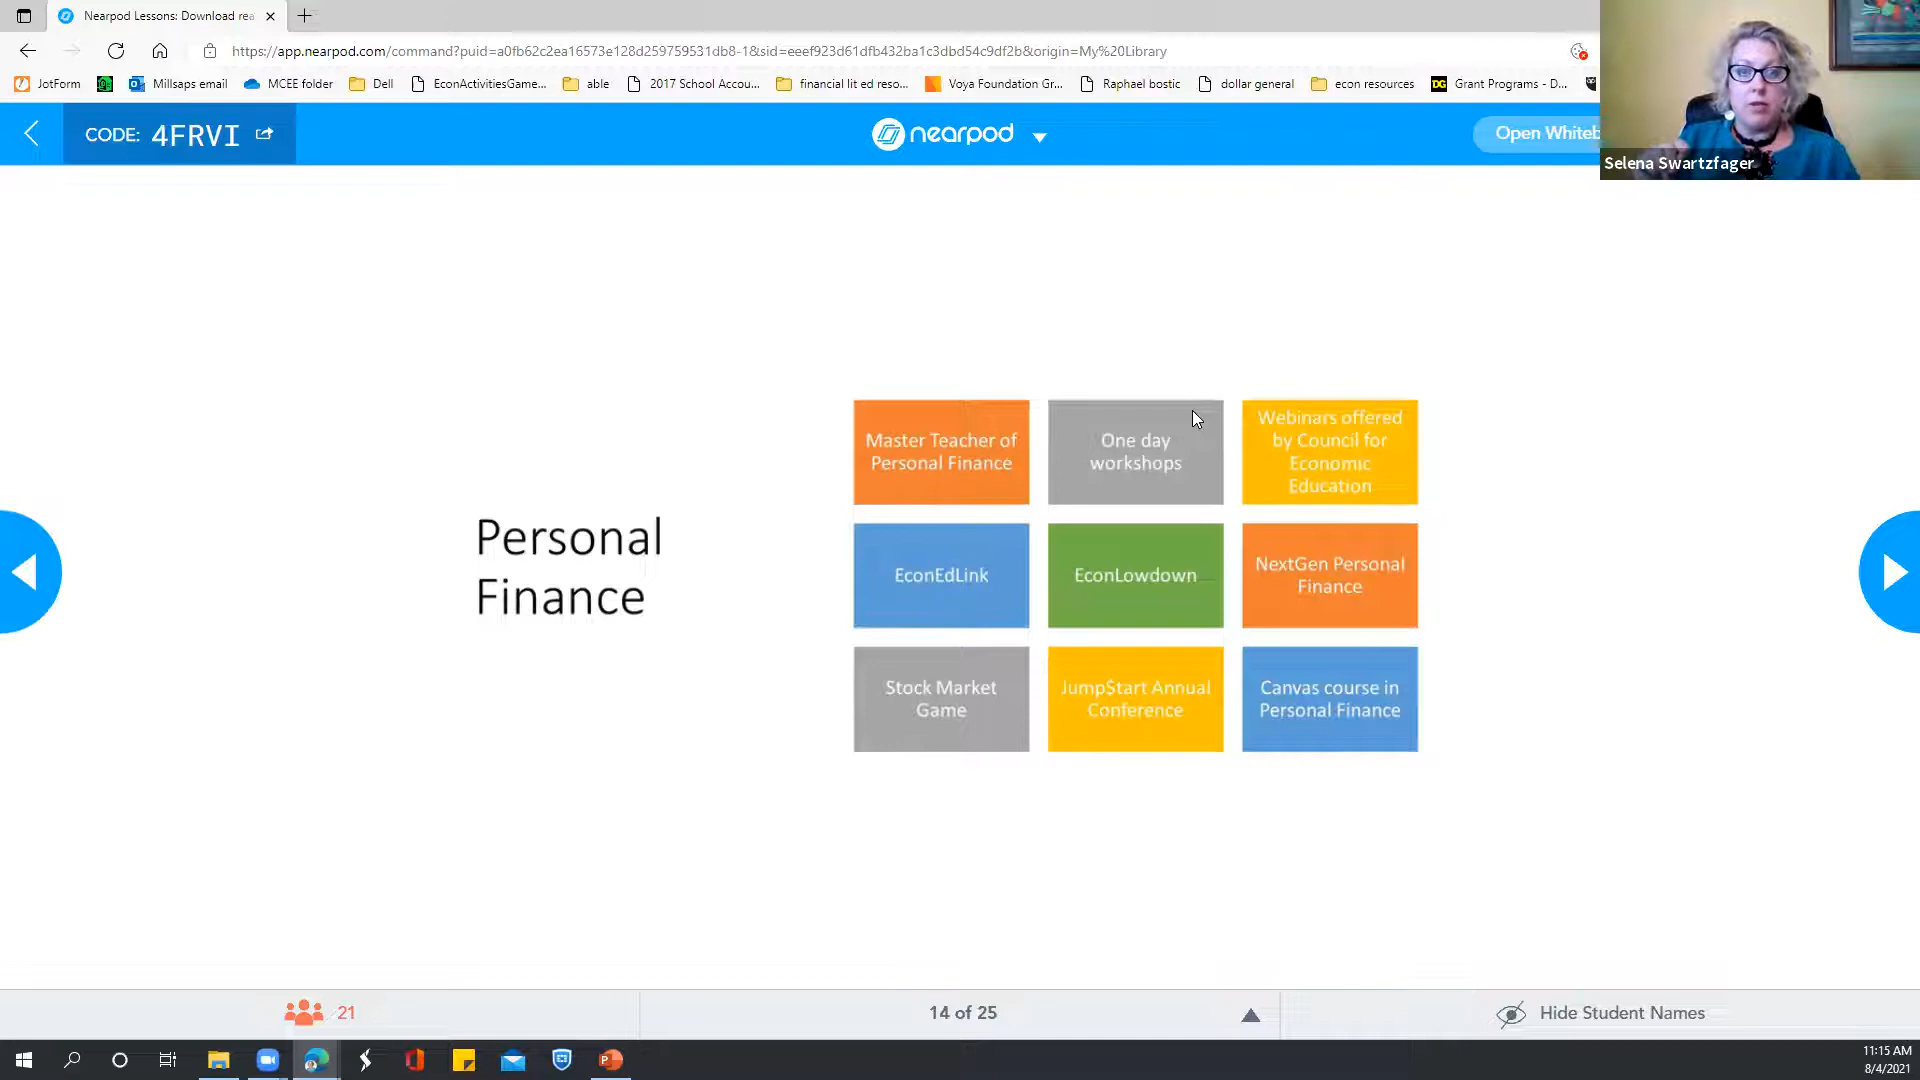 Nearpod Lessons: Download rea
https://app.nearpod.com/command?puid=a0fb62c2ea16573e128d259759531db8-1&sid=eeef923d61dfb432ba1c3dbd54c9df2b&origin=My%20Library
JotForm
Millsaps email
MCEE folder
Dell
EconActivitiesGame...
able
2017 School Accou...
financial lit ed reso...
Voya Foundation Gr...
Raphael bostic
dollar general
econ resources
DG
Grant Programs - D...
CODE: 4FRVI
nearpod
Open Whiteb
Selena Swartzfager
Personal
Finance
Master Teacher of
Personal Finance
One day
workshops
Webinars offered
by Council for
Economic
Education
EconEdLink
EconLowdown
NextGen Personal
Finance
Stock Market
Game
Jump$tart Annual
Conference
Canvas course in
Personal Finance
21
14 of 25
Hide Student Names
11:15 AM
8/4/2021